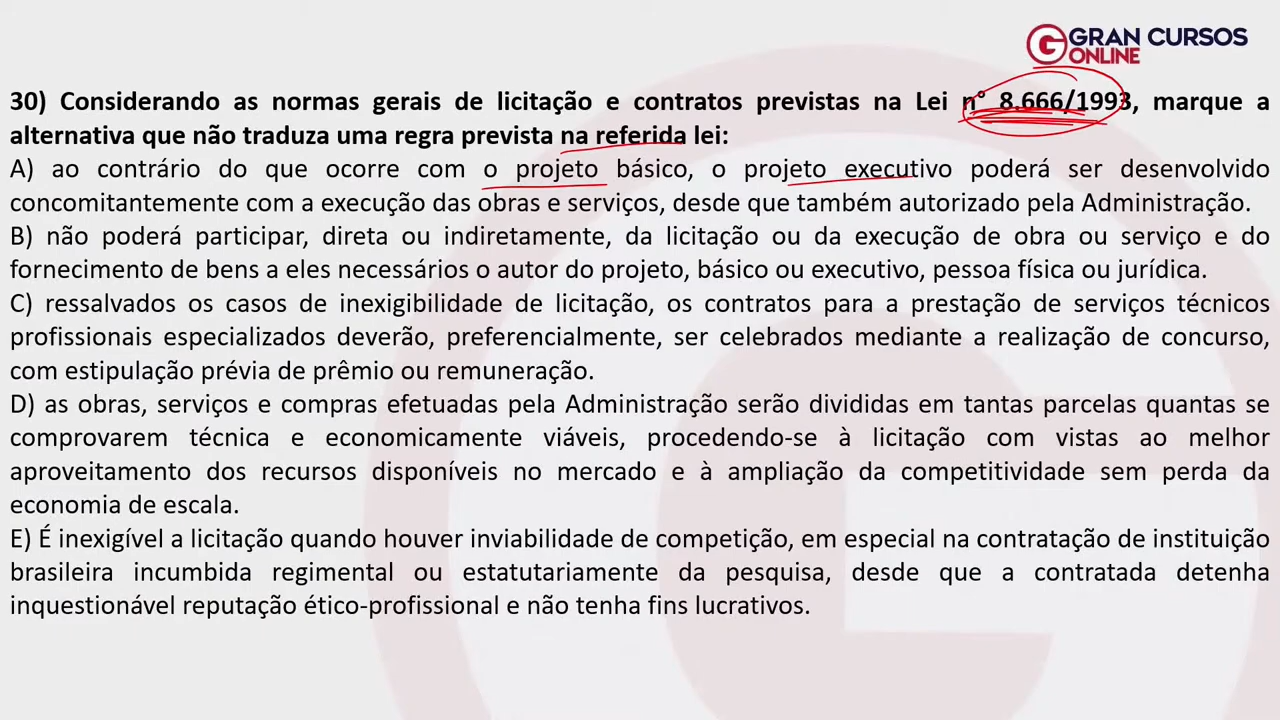 GRAN CURSOS
ONLINE
30) Considerando as normas gerais de licitação e contratos previstas na Lei n° 8.666/1993, marque a
alternativa que não traduza uma regra prevista na referida lei:
A) ao contrário do que ocorre com o projeto básico, o projeto executivo poderá ser desenvolvido
concomitantemente com a execução das obras e serviços, desde que também autorizado pela Administração.
B) não poderá participar, direta ou indiretamente, da licitação ou da execução de obra ou serviço e do
fornecimento de bens a eles necessários o autor do projeto, básico ou executivo, pessoa física ou jurídica.
C) ressalvados os casos de inexigibilidade de licitação, os contratos para a prestação de serviços técnicos
profissionais especializados deverão, preferencialmente, ser celebrados mediante a realização de concurso,
com estipulação prévia de prêmio ou remuneração.
D) as obras, serviços e compras efetuadas pela Administração serão divididas em tantas parcelas quantas se
comprovarem técnica e economicamente viáveis, procedendo-se à licitação com vistas ao melhor
aproveitamento dos recursos disponíveis no mercado e à ampliação da competitividade sem perda da
economia de escala.
E) É inexigível a licitação quando houver inviabilidade de competição, em especial na contratação de instituição
brasileira incumbida regimental ou estatutariamente da pesquisa, desde que a contratada detenha
inquestionável reputação ético-profissional e não tenha fins lucrativos.